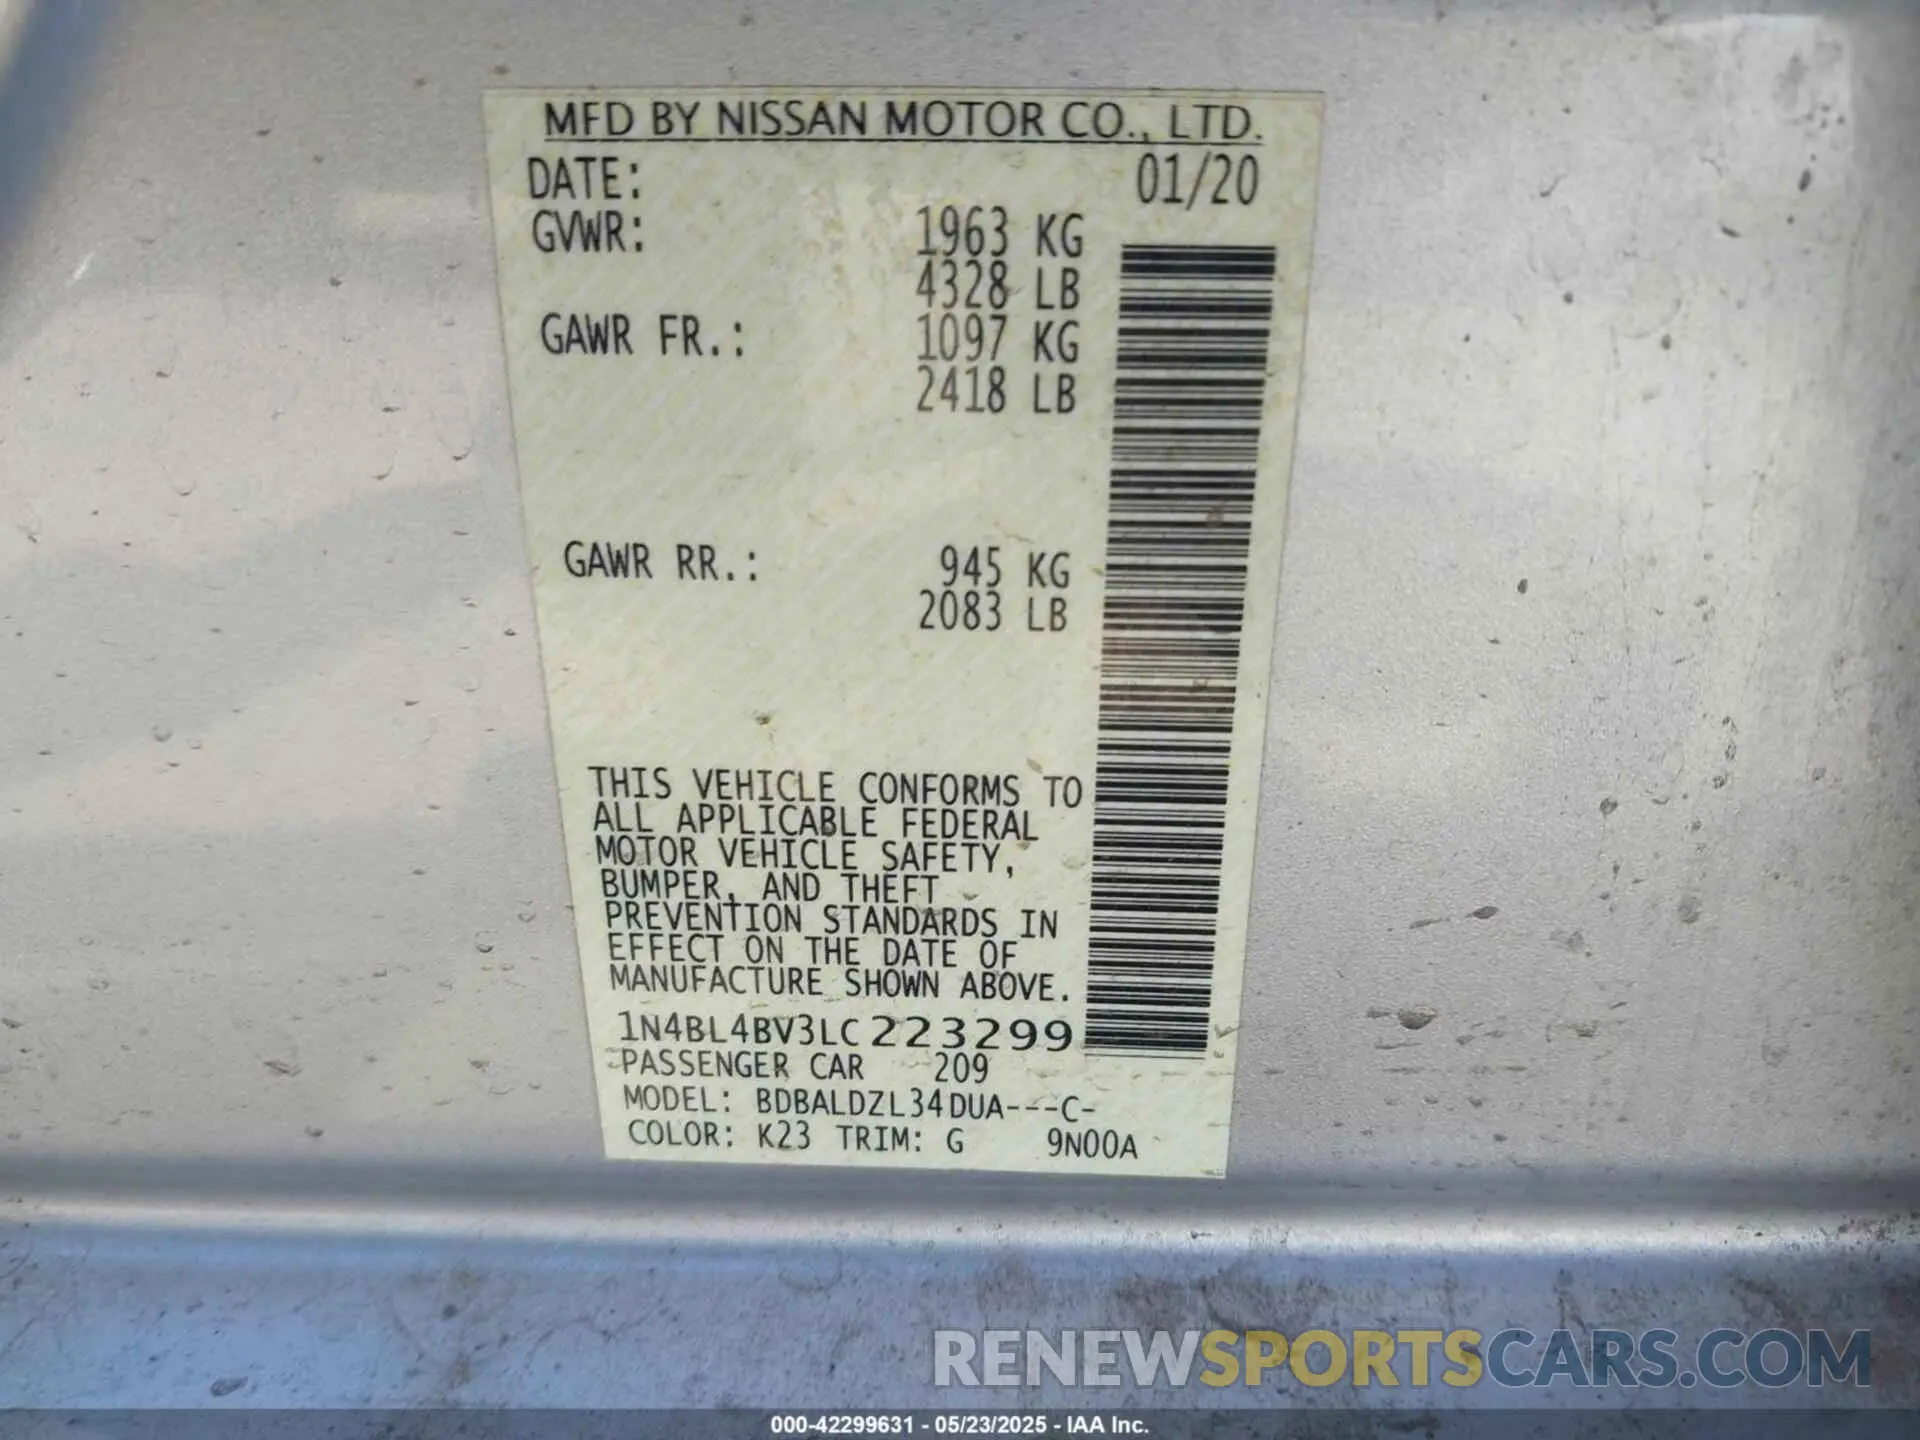 MFD BY NISSAN MOTOR CO., LTD.
DATE: 01/20
GVWR: 1963 KG
4328 LB
GAWR FR.: 1097 KG
2418 LB
GAWR RR.: 945 KG
2083 LB
THIS VEHICLE CONFORMS TO
ALL APPLICABLE FEDERAL
MOTOR VEHICLE SAFETY,
BUMPER, AND THEFT
PREVENTION STANDARDS IN
EFFECT ON THE DATE OF
MANUFACTURE SHOWN ABOVE.
1N4BL4BV3LC223299
PASSENGER CAR 209
MODEL: BDBALDZL34DUA---C-
COLOR: K23 TRIM: G 9N00A
RENEWSPORTSCARS.COM
000-42299631 - 05/23/2025 - IAA Inc.